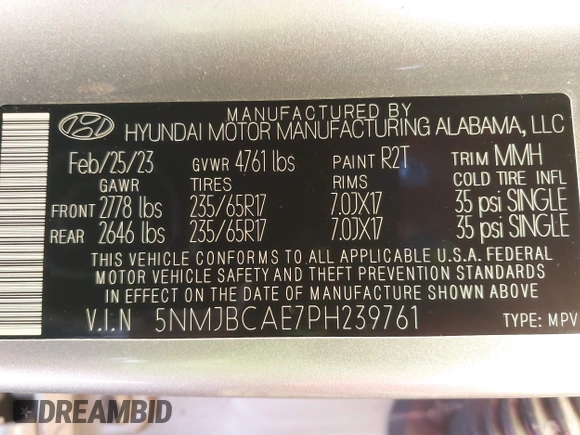 MANUFACTURED BY
HYUNDAI MOTOR MANUFACTURING ALABAMA, LLC
Feb/25/23 GVWR 4761 lbs PAINT R2T TRIM MMH
GAWR TIRES RIMS COLD TIRE INFL
FRONT 2778 lbs 235/65R17 7.0JX17 35 psi SINGLE
REAR 2646 lbs 235/65R17 7.0JX17 35 psi SINGLE
THIS VEHICLE CONFORMS TO ALL APPLICABLE U.S.A. FEDERAL
MOTOR VEHICLE SAFETY AND THEFT PREVENTION STANDARDS
IN EFFECT ON THE DATE OF MANUFACTURE SHOWN ABOVE.
V.I.N 5NMJBCAE7PH239761 TYPE: MPV
DREAMBID